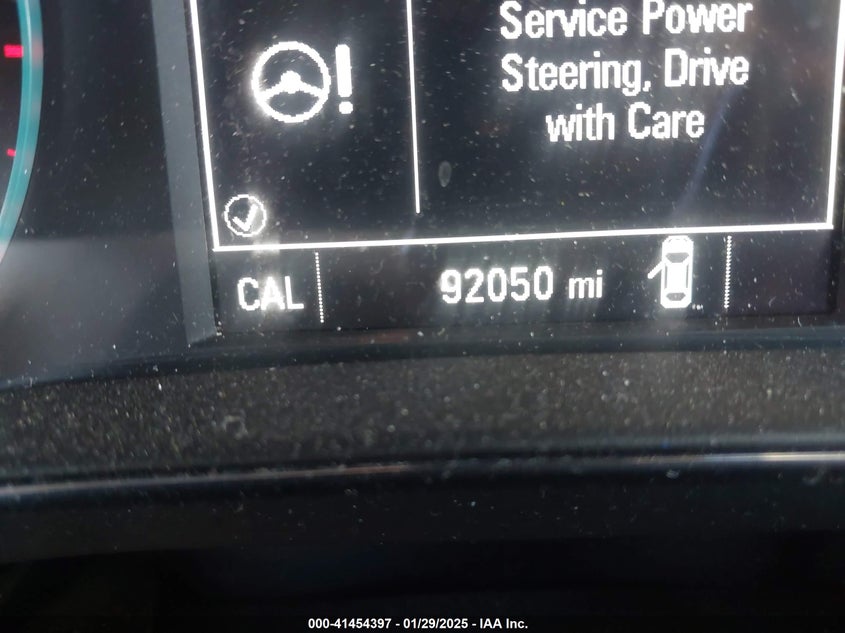 Service Power
Steering, Drive
with Care
CAL
92050 mi
000-41454397 - 01/29/2025 - IAA Inc.